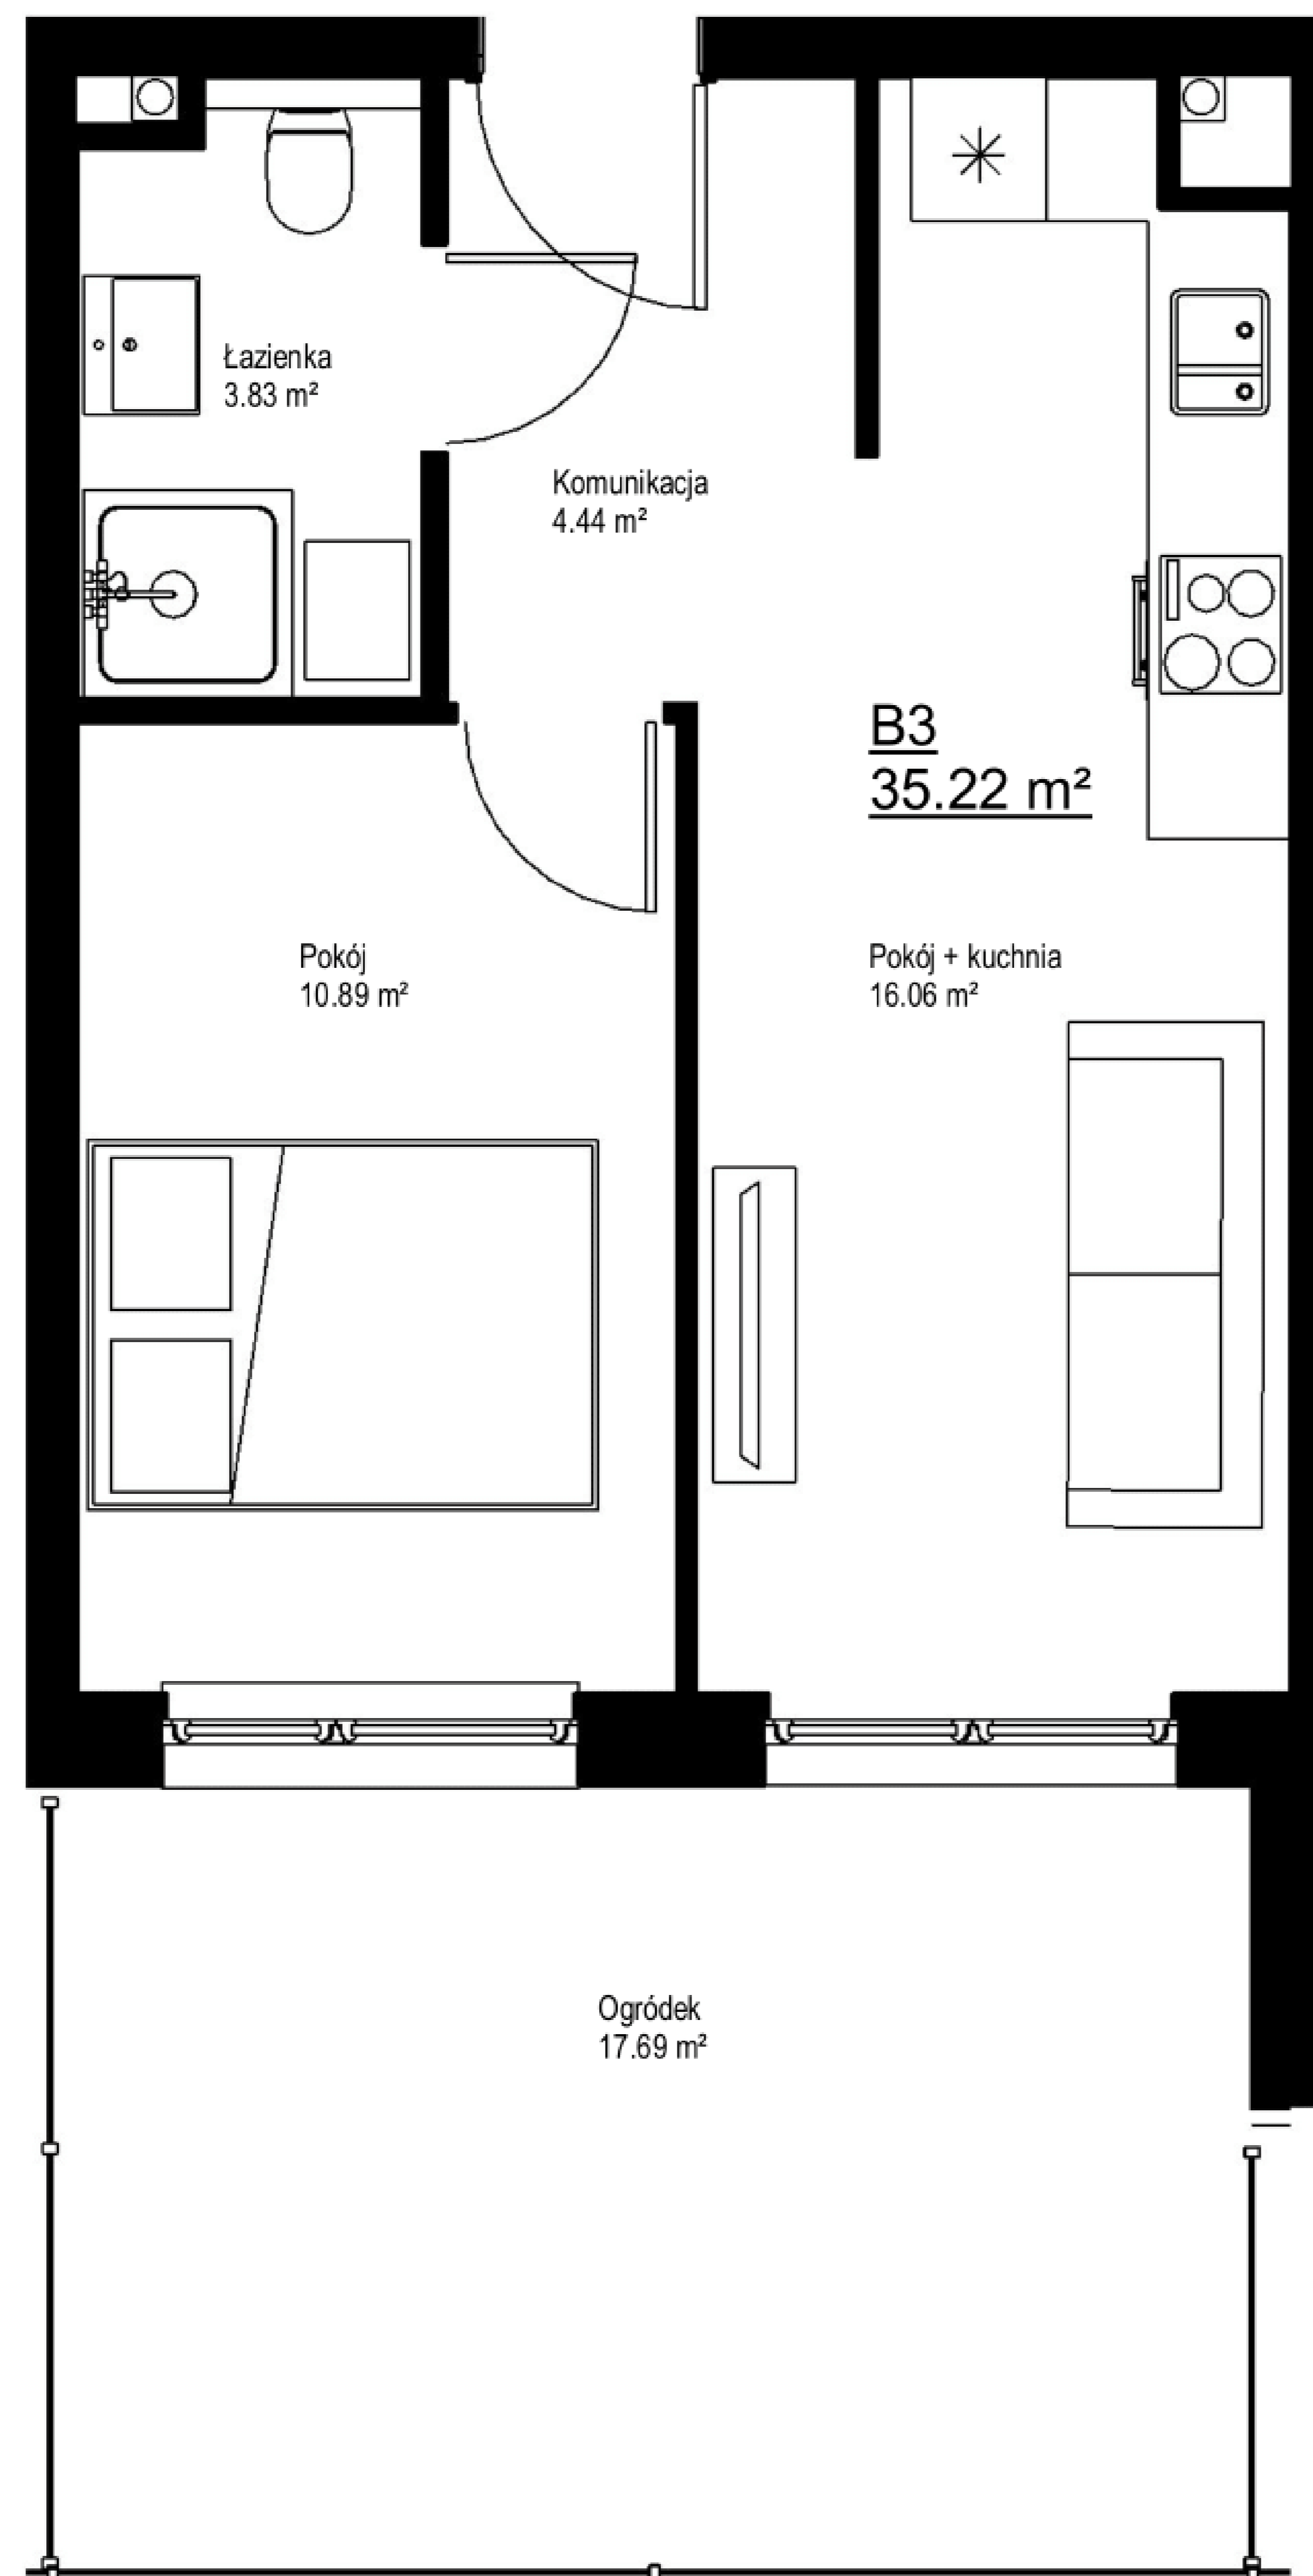 Łazienka
3.83 m²
Komunikacja
4.44 m²
B3
35.22 m²
Pokój
10.89 m²
Pokój + kuchnia
16.06 m²
Ogródek
17.69 m²